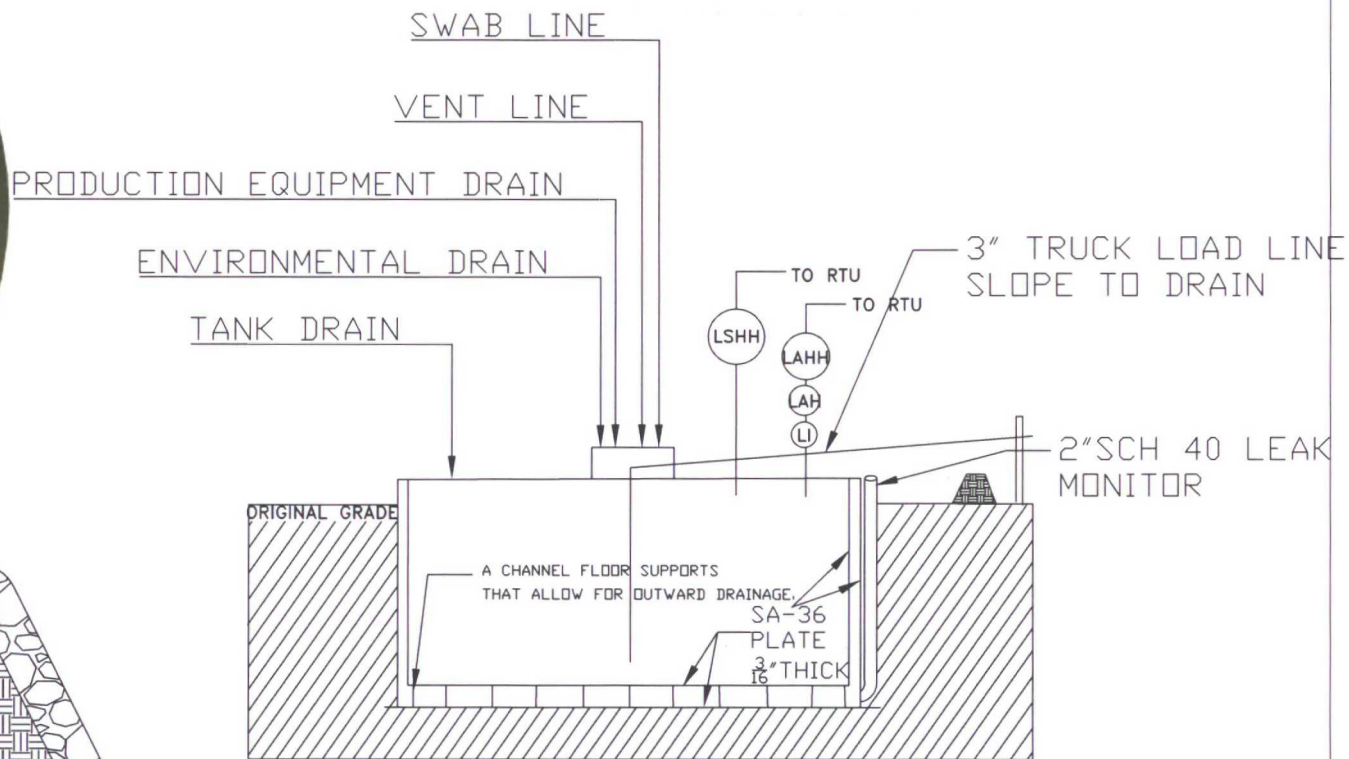 SWAB LINE
VENT LINE
PRODUCTION EQUIPMENT DRAIN
ENVIRONMENTAL DRAIN
TANK DRAIN
TO RTU
TO RTU
3" TRUCK LOAD LINE
SLOPE TO DRAIN
LSHH
LAHH
LAH
LI
2"SCH 40 LEAK
MONITOR
ORIGINAL GRADE
A CHANNEL FLOOR SUPPORTS
THAT ALLOW FOR OUTWARD DRAINAGE.
SA-36
PLATE
3/16"THICK